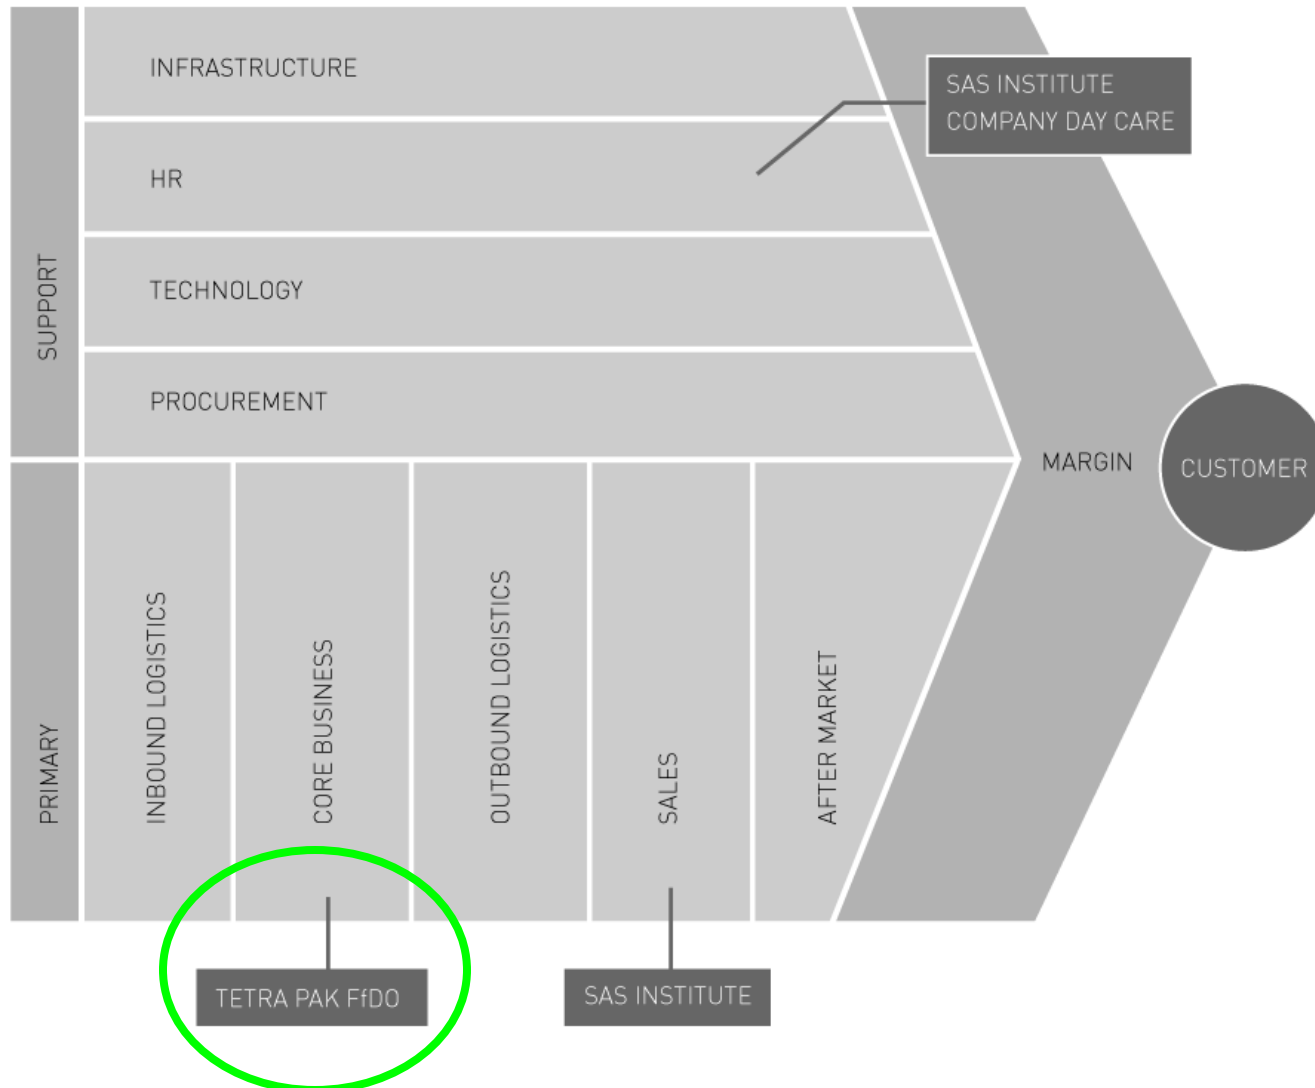 INFRASTRUCTURE
SAS INSTITUTE
COMPANY DAY CARE
HR
TECHNOLOGY
PROCUREMENT
SUPPORT
MARGIN
CUSTOMER
PRIMARY
INBOUND LOGISTICS
CORE BUSINESS
OUTBOUND LOGISTICS
SALES
AFTER MARKET
TETRA PAK FfDO
SAS INSTITUTE